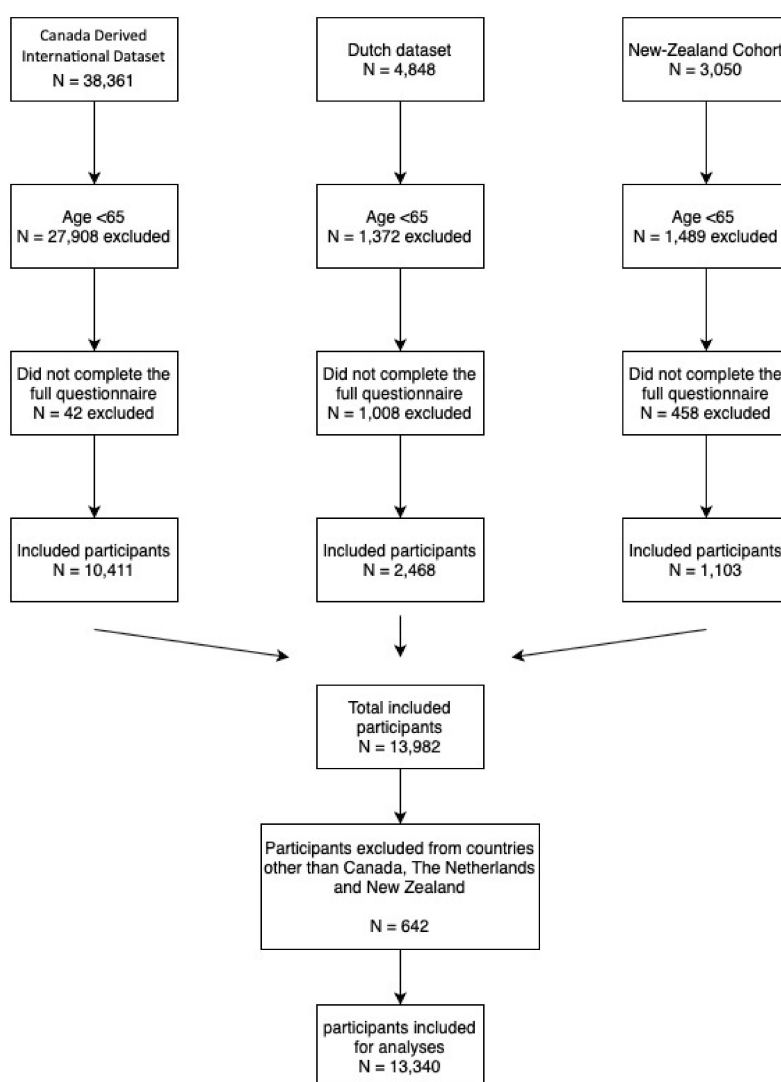 Canada Derived
International Dataset
N = 38,361
Dutch dataset
N = 4,848
New-Zealand Cohort
N = 3,050
Age <65
N = 27,908 excluded
Age <65
N = 1,372 excluded
Age <65
N = 1,489 excluded
Did not complete the
full questionnaire
N = 42 excluded
Did not complete the
full questionnaire
N = 1,008 excluded
Did not complete the
full questionnaire
N = 458 excluded
Included participants
N = 10,411
Included participants
N = 2,468
Included participants
N = 1,103
Total included
participants
N = 13,982
Participants excluded from countries
other than Canada, The Netherlands
and New Zealand
N = 642
participants included
for analyses
N = 13,340